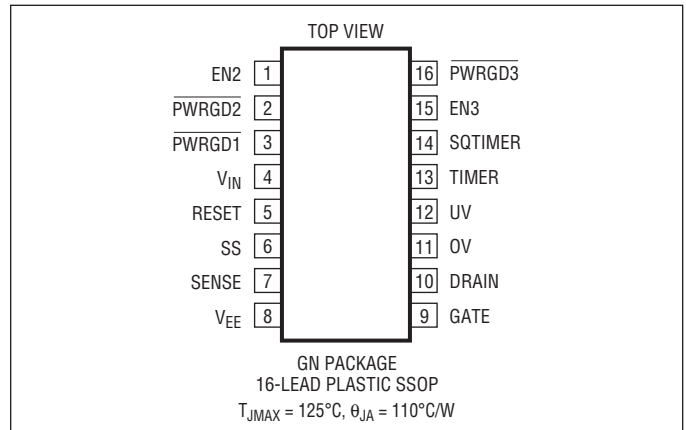 TOP VIEW
EN2 1 16 PWRGD3
PWRGD2 2 15 EN3
PWRGD1 3 14 SQTIMER
VIN 4 13 TIMER
RESET 5 12 UV
SS 6 11 OV
SENSE 7 10 DRAIN
VEE 8 9 GATE
GN PACKAGE
16-LEAD PLASTIC SSOP
TJMAX = 125°C, θJA = 110°C/W